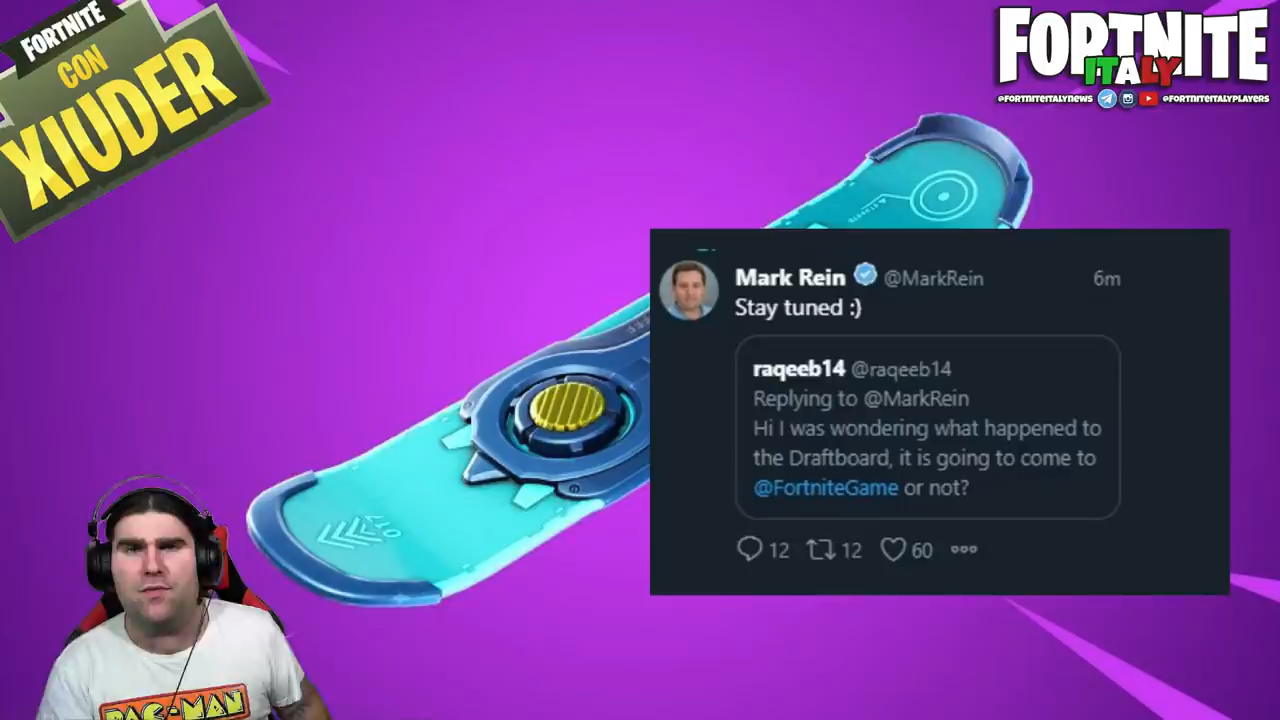 FORTNITE
CON
XIUDER
FORTNITE
ITALY
@FORTNITEITALYNEWS @FORTNITEITALYPLAYERS
Mark Rein @MarkRein 6m
Stay tuned :)
raqeeb14 @raqeeb14
Replying to @MarkRein
Hi I was wondering what happened to
the Draftboard, it is going to come to
@FortniteGame or not?
12 12 60
PAC-MAN